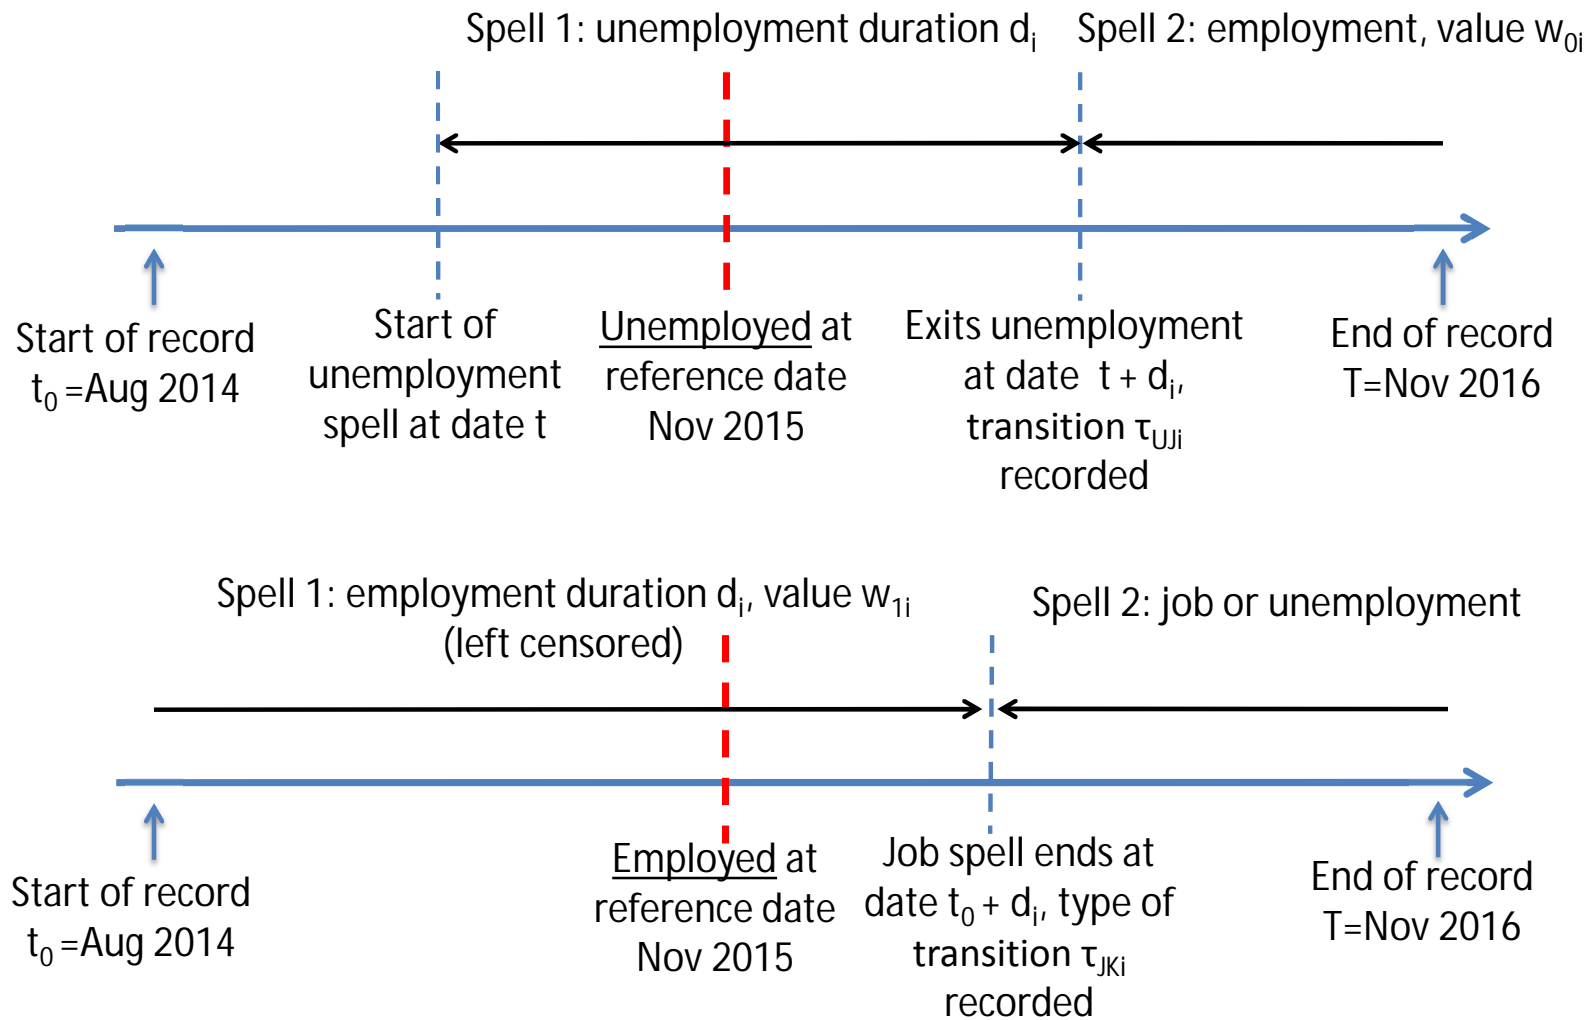 Spell 1: unemployment duration dᵢ
Spell 2: employment, value w₀ᵢ
Start of record
t₀ =Aug 2014
Start of
unemployment
spell at date t
Unemployed at
reference date
Nov 2015
Exits unemployment
at date t + dᵢ,
transition τ_UJi
recorded
End of record
T=Nov 2016
Spell 1: employment duration dᵢ, value w₁ᵢ
(left censored)
Spell 2: job or unemployment
Start of record
t₀ =Aug 2014
Employed at
reference date
Nov 2015
Job spell ends at
date t₀ + dᵢ, type of
transition τ_JKi
recorded
End of record
T=Nov 2016